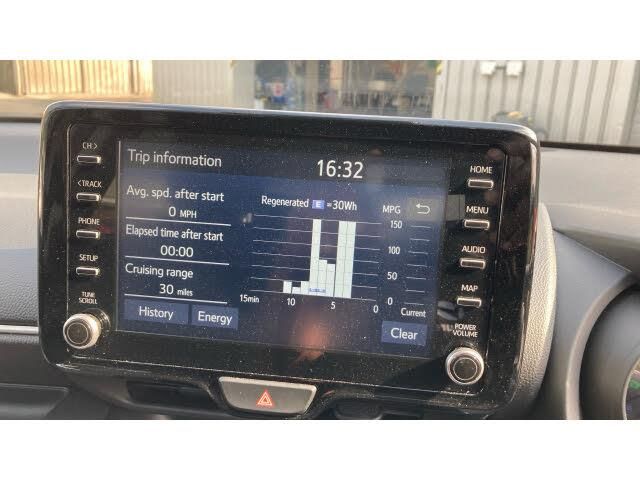 CH>
<TRACK
PHONE
SETUP
TUNE
SCROLL
Trip information
16:32
Avg. spd. after start
0 MPH
Elapsed time after start
00:00
Cruising range
30 miles
History
Energy
Regenerated E =30Wh
MPG
150
100
50
0
15min
10
5
0
Current
Clear
HOME
MENU
AUDIO
MAP
POWER
VOLUME